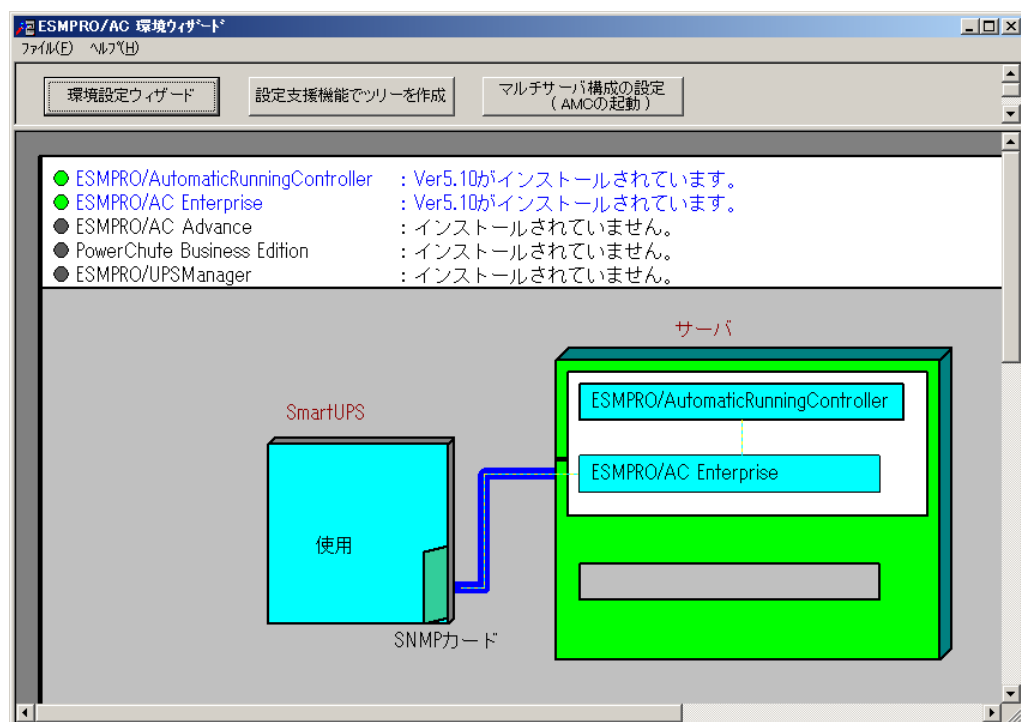 ESMPRO/AC 環境ウィザード
ファイル(F) ヘルプ(H)
環境設定ウィザード 設定支援機能でツリーを作成 マルチサーバ構成の設定
(AMCの起動)
ESMPRO/AutomaticRunningController :Ver5.10がインストールされています。
ESMPRO/AC Enterprise :Ver5.10がインストールされています。
ESMPRO/AC Advance :インストールされていません。
PowerChute Business Edition :インストールされていません。
ESMPRO/UPSManager :インストールされていません。
サーバ
ESMPRO/AutomaticRunningController
SmartUPS
ESMPRO/AC Enterprise
使用
SNMPカード